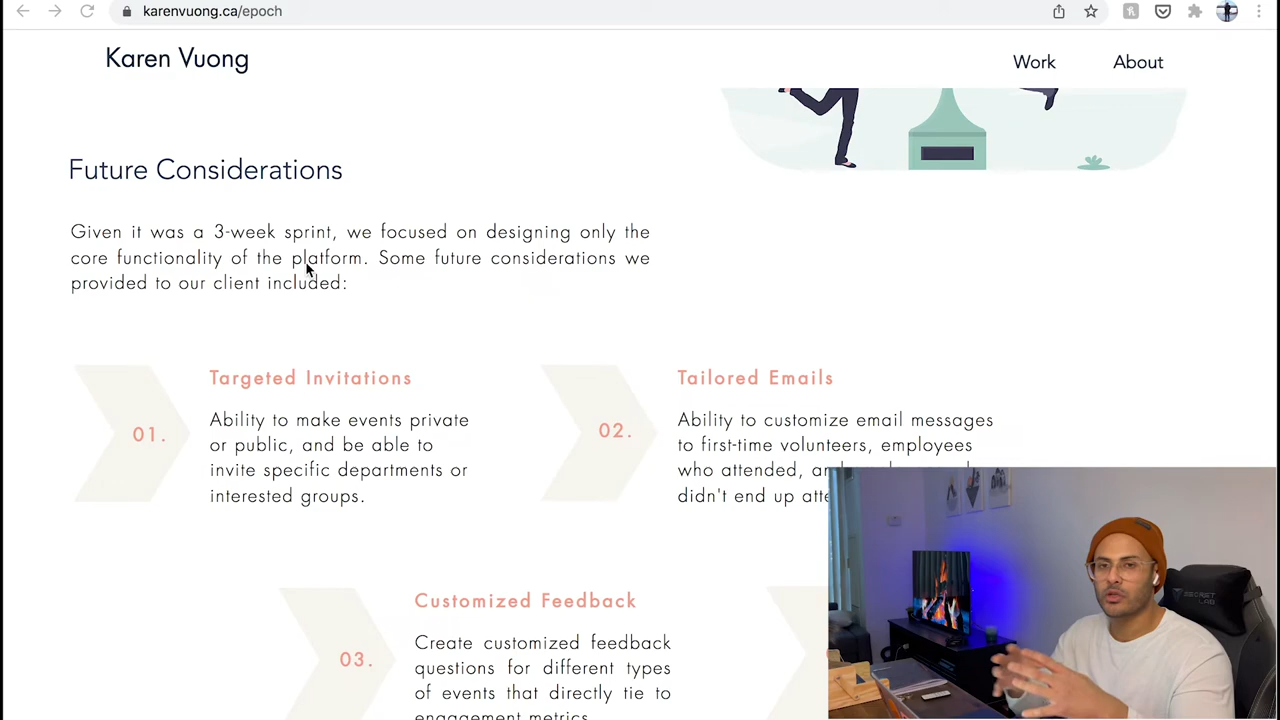 karenvuong.ca/epoch
Karen Vuong
Work
About
Future Considerations
Given it was a 3-week sprint, we focused on designing only the
core functionality of the platform. Some future considerations we
provided to our client included:
01.
Targeted Invitations
Ability to make events private
or public, and be able to
invite specific departments or
interested groups.
02.
Tailored Emails
Ability to customize email messages
to first-time volunteers, employees
who attended,
didn't end up
03.
Customized Feedback
Create customized feedback
questions for different types
of events that directly tie to
engagement metrics.
SECRET
LAB